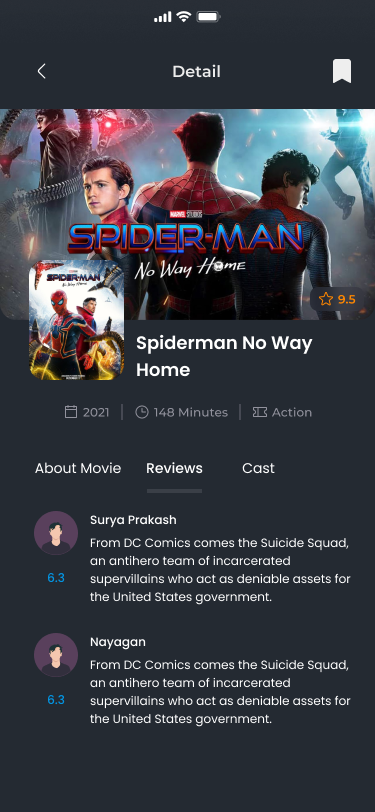 Detail
MARVEL STUDIOS
SPIDER-MAN
No Way Home
9.5
SPIDER-MAN
Spiderman No Way
Home
2021
148 Minutes
Action
About Movie
Reviews
Cast
Surya Prakash
From DC Comics comes the Suicide Squad,
an antihero team of incarcerated
supervillains who act as deniable assets for
the United States government.
6.3
Nayagan
From DC Comics comes the Suicide Squad,
an antihero team of incarcerated
supervillains who act as deniable assets for
the United States government.
6.3